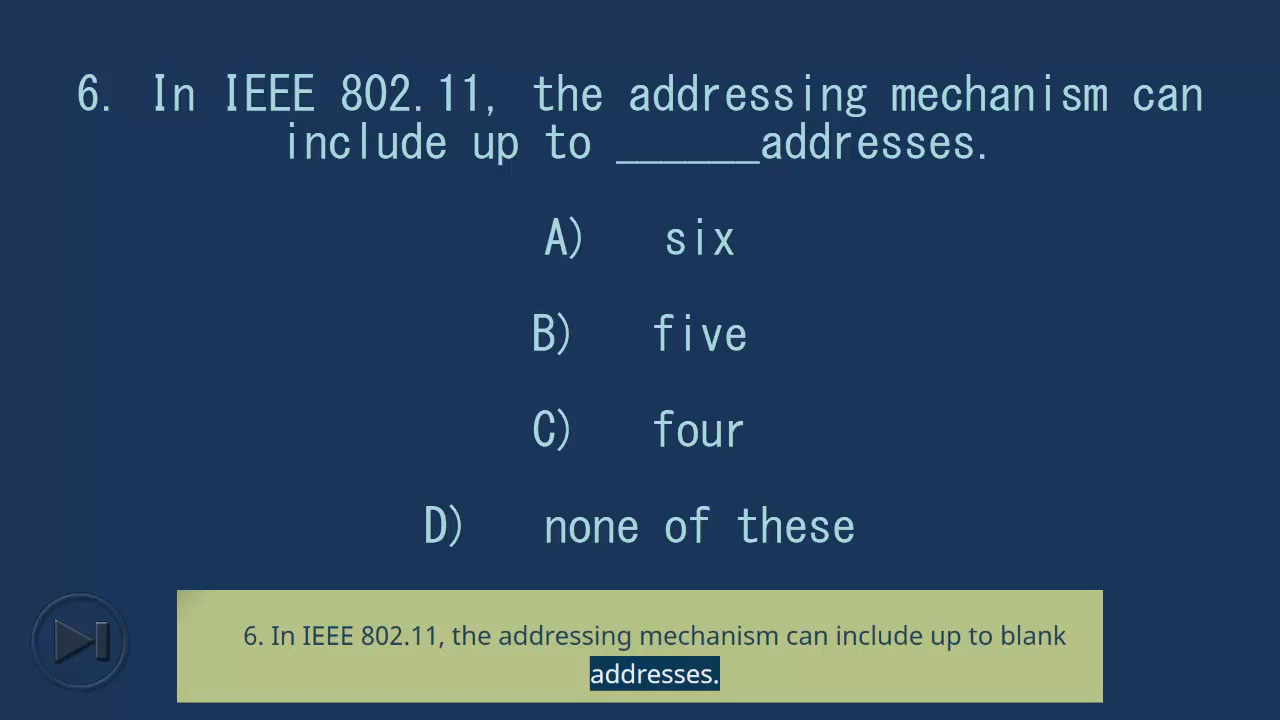 6. In IEEE 802.11, the addressing mechanism can
include up to ______addresses.
A) six
B) five
C) four
D) none of these
6. In IEEE 802.11, the addressing mechanism can include up to blank
addresses.